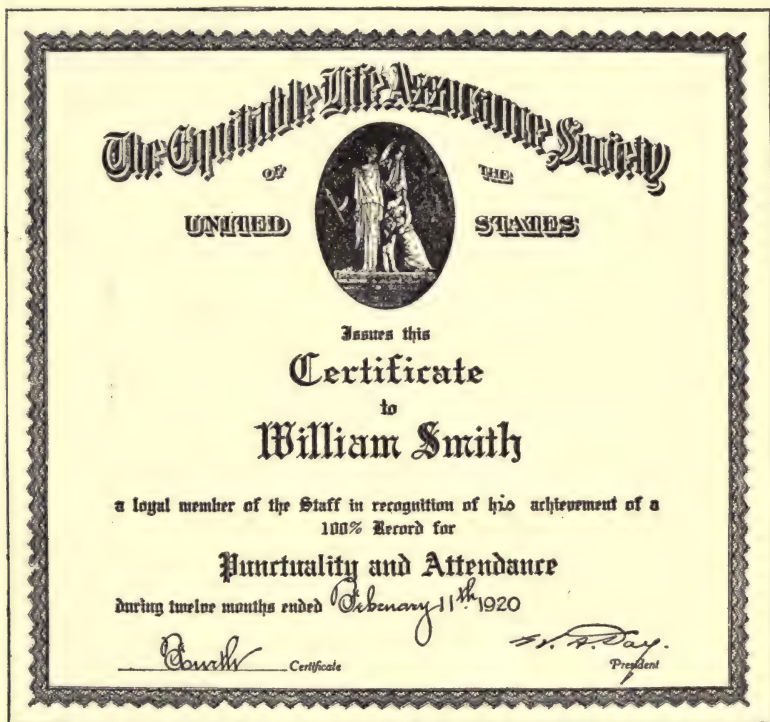 The Equitable Life Assurance Society
OF THE
UNITED STATES
Issues this
Certificate
to
William Smith
a loyal member of the Staff in recognition of his achievement of a
100% Record for
Punctuality and Attendance
during twelve months ended February 11th. 1920
Fourth Certificate
W. A. Day.
President